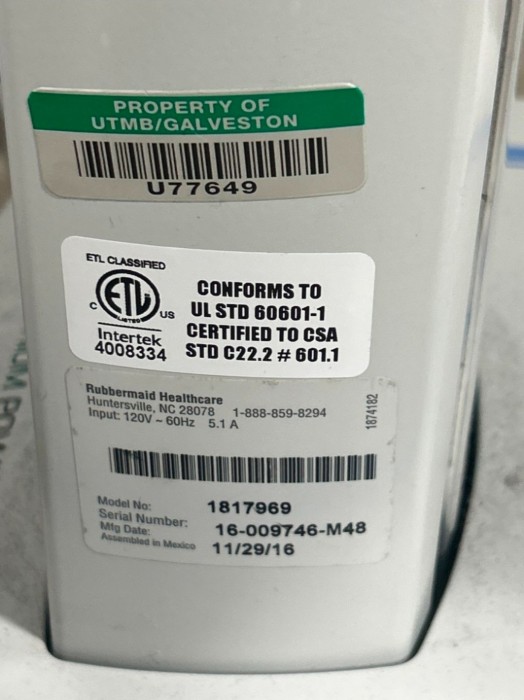 PROPERTY OF
UTMB/GALVESTON
U77649
ETL CLASSIFIED
C ETL US
LISTED
Intertek
4008334
CONFORMS TO
UL STD 60601-1
CERTIFIED TO CSA
STD C22.2 # 601.1
Rubbermaid Healthcare
Huntersville, NC 28078 1-888-859-8294
Input: 120V ~ 60Hz 5.1 A
1874182
Model No: 1817969
Serial Number: 16-009746-M48
Mfg Date: 11/29/16
Assembled in Mexico